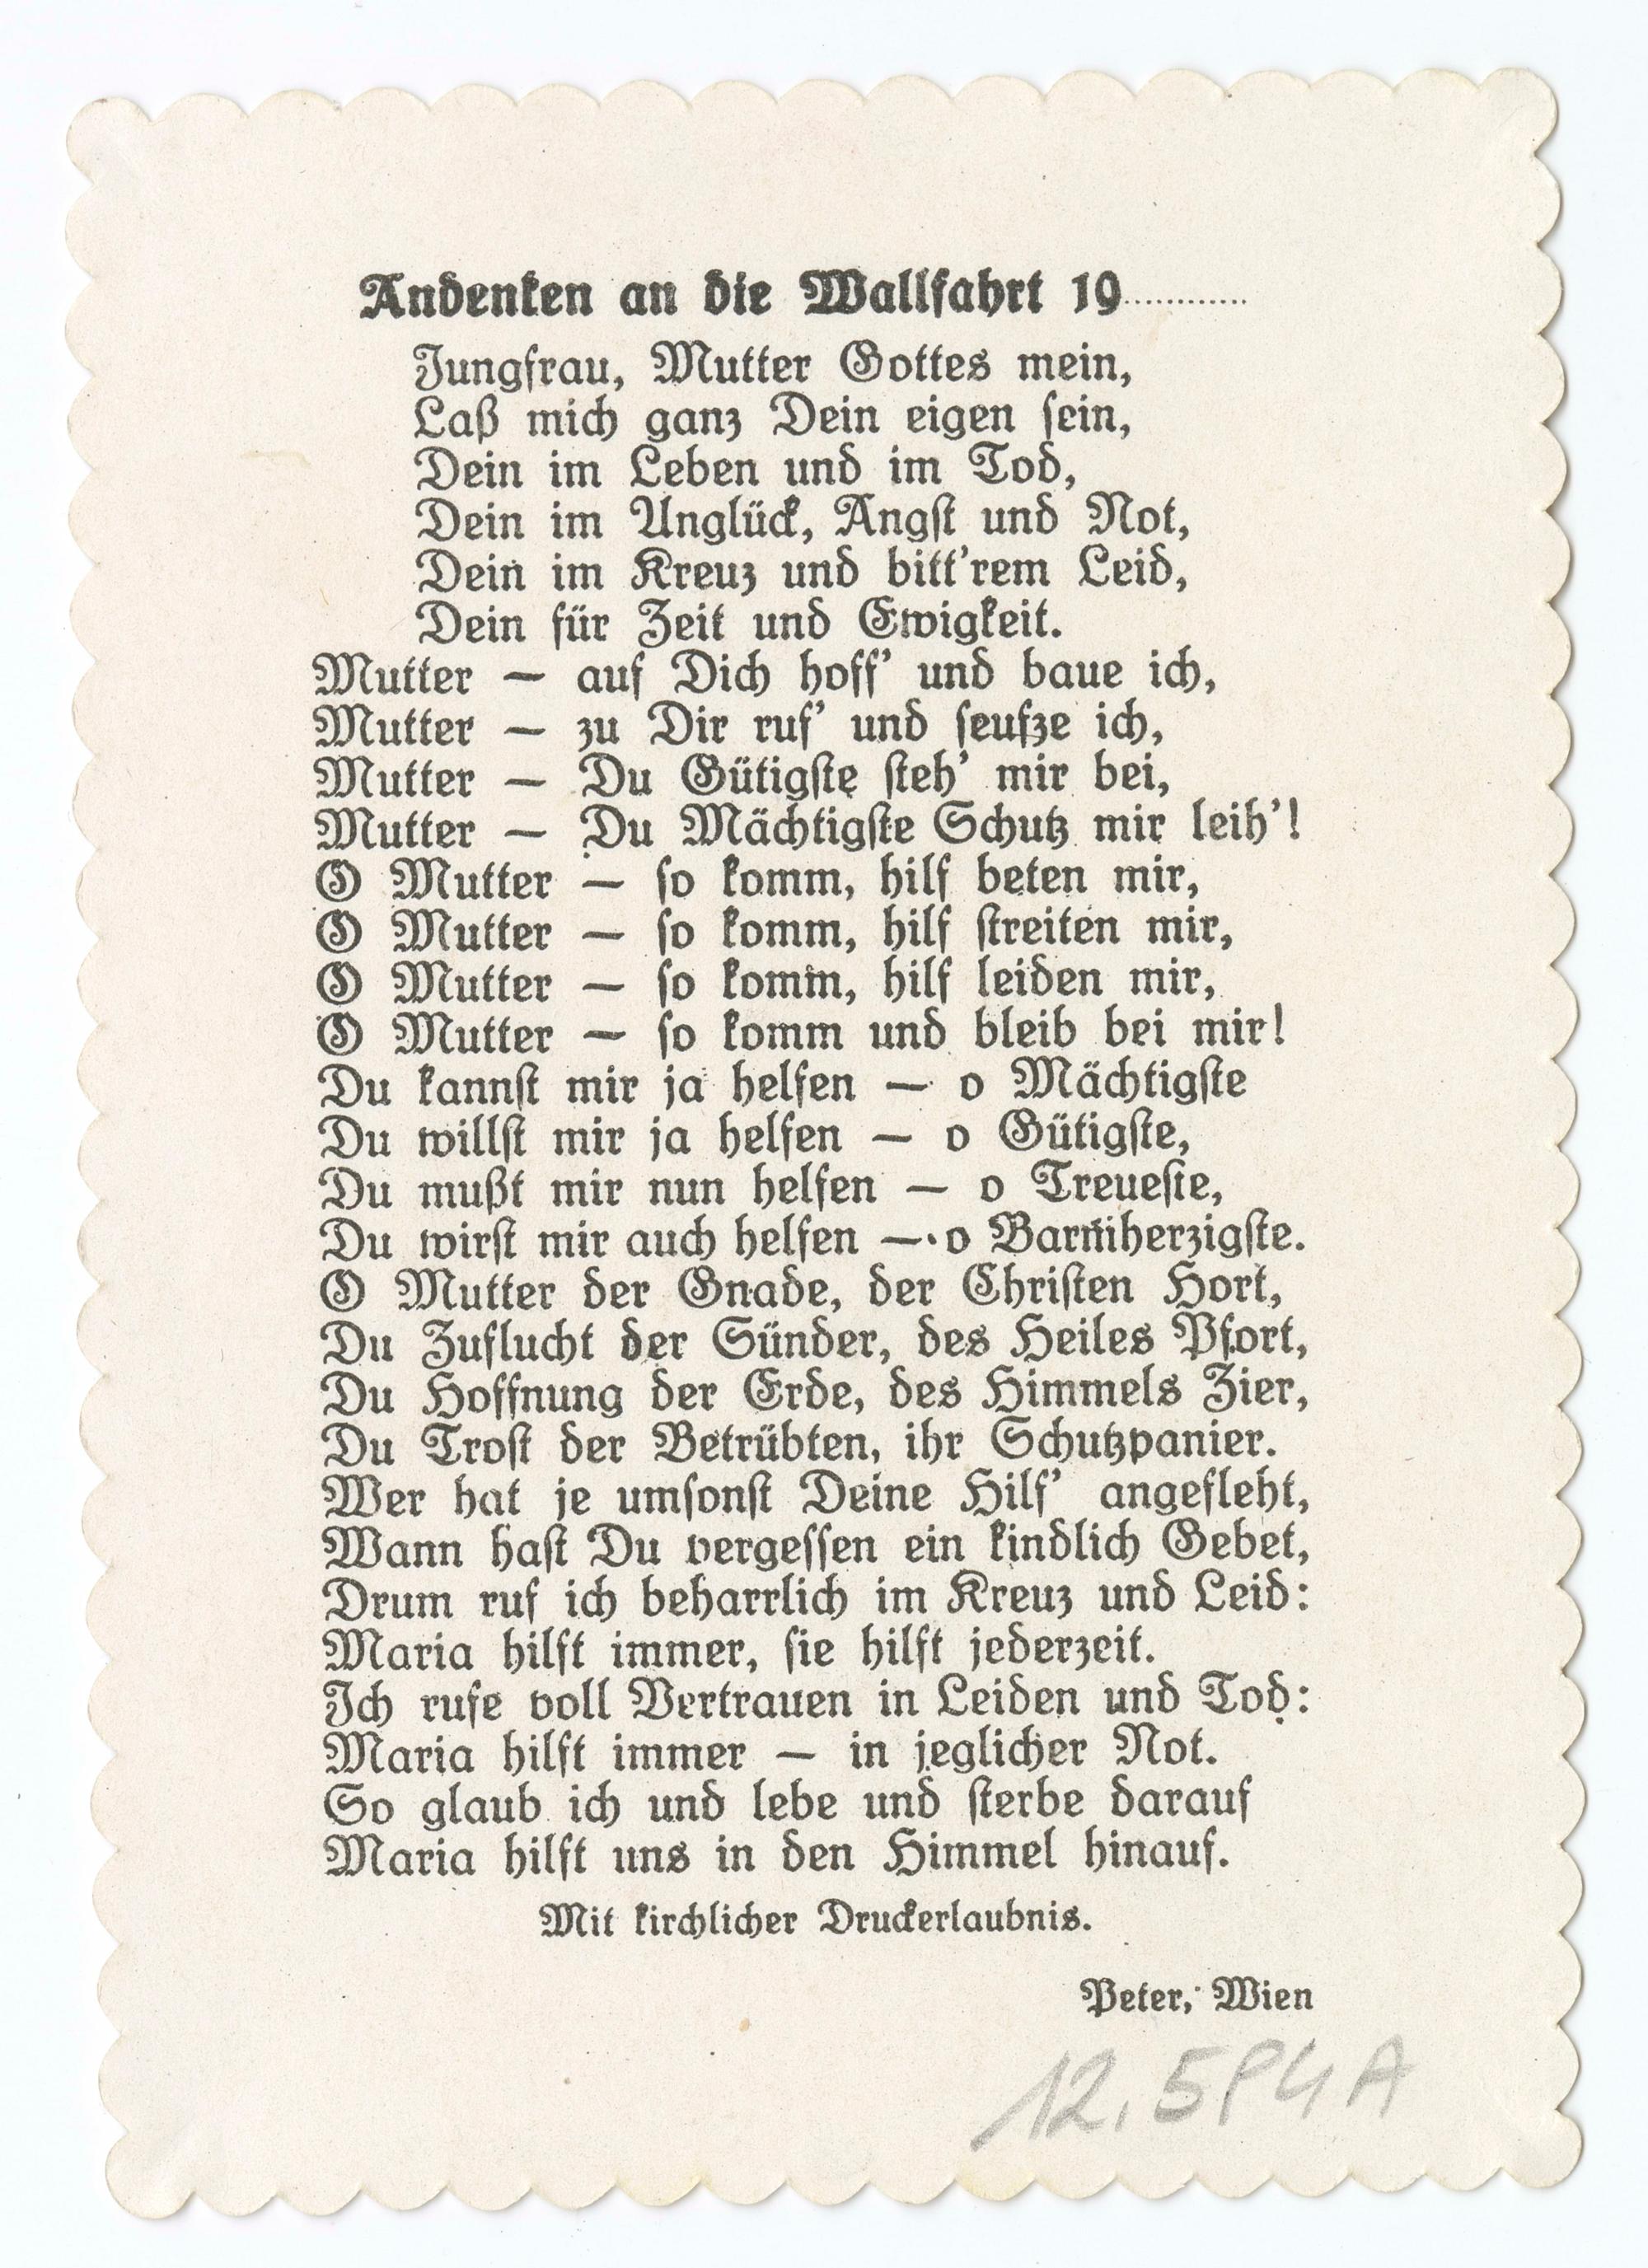 Andenken an die Wallfahrt 19............
Jungfrau, Mutter Gottes mein,
Laß mich ganz Dein eigen sein,
Dein im Leben und im Tod,
Dein im Unglück, Angst und Not,
Dein im Kreuz und bitt'rem Leid,
Dein für Zeit und Ewigkeit.
Mutter — auf Dich hoff' und baue ich,
Mutter — zu Dir ruf' und seufze ich,
Mutter — Du Gütigste steh' mir bei,
Mutter — Du Mächtigste Schutz mir leih'!
O Mutter — so komm, hilf beten mir,
O Mutter — so komm, hilf streiten mir,
O Mutter — so komm, hilf leiden mir,
O Mutter — so komm und bleib bei mir!
Du kannst mir ja helfen — o Mächtigste
Du willst mir ja helfen — o Gütigste,
Du mußt mir nun helfen — o Treueste,
Du wirst mir auch helfen — o Barmherzigste.
O Mutter der Gnade, der Christen Hort,
Du Zuflucht der Sünder, des Heiles Pfort,
Du Hoffnung der Erde, des Himmels Zier,
Du Trost der Betrübten, ihr Schutzpanier.
Wer hat je umsonst Deine Hilf' angefleht,
Wann hast Du vergessen ein kindlich Gebet,
Drum ruf ich beharrlich im Kreuz und Leid:
Maria hilft immer, sie hilft jederzeit.
Ich rufe voll Vertrauen in Leiden und Tod:
Maria hilft immer — in jeglicher Not.
So glaub ich und lebe und sterbe darauf
Maria hilft uns in den Himmel hinauf.
Mit kirchlicher Druckerlaubnis.
Peter, Wien